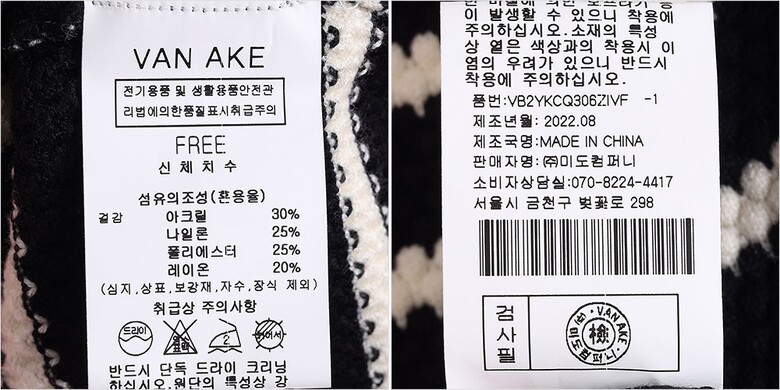 VAN AKE
전기용품 및 생활용품안전관
리법에의한품질표시취급주의
FREE
신체치수
섬유의조성(혼용율)
겉감 아크릴 30%
나일론 25%
폴리에스터 25%
레이온 20%
(심지,상표,보강재,자수,장식 제외)
취급상 주의사항
드라이
반드시 단독 드라이 크리닝
하십시오.원단의 특성상 강
이 발생할 수 있으니 착용에
주의하십시오.소재의 특성
상 옅은 색상과의 착용시 이
염의 우려가 있으니 반드시
착용에 주의하십시오.
품번:VB2YKCQ306ZIVF -1
제조년월: 2022.08
제조국명:MADE IN CHINA
판매자명:㈜미도컴퍼니
소비자상담실:070-8224-4417
서울시 금천구 벚꽃로 298
검사필
VAN AKE
㈜미도컴퍼니
檢